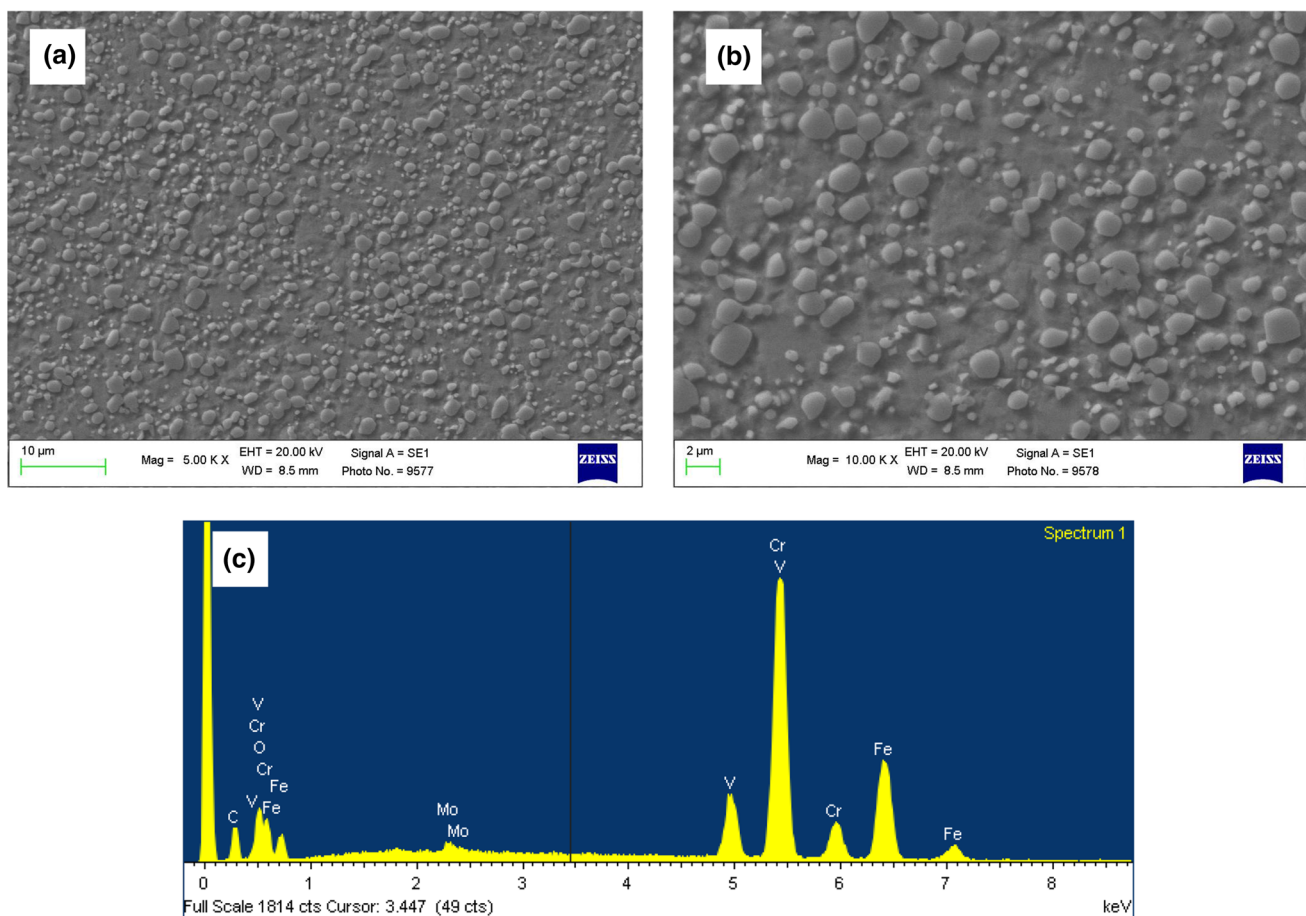 (a)
10 µm
Mag = 5.00 K X
EHT = 20.00 kV
WD = 8.5 mm
Signal A = SE1
Photo No. = 9577
ZEISS
(b)
2 µm
Mag = 10.00 K X
EHT = 20.00 kV
WD = 8.5 mm
Signal A = SE1
Photo No. = 9578
ZEISS
(c)
Spectrum 1
Cr
V
V
Cr
O
Cr
Fe
V
Fe
C
Mo
Mo
V
Cr
Fe
Fe
0 1 2 3 4 5 6 7 8
Full Scale 1814 cts Cursor: 3.447 (49 cts)
keV